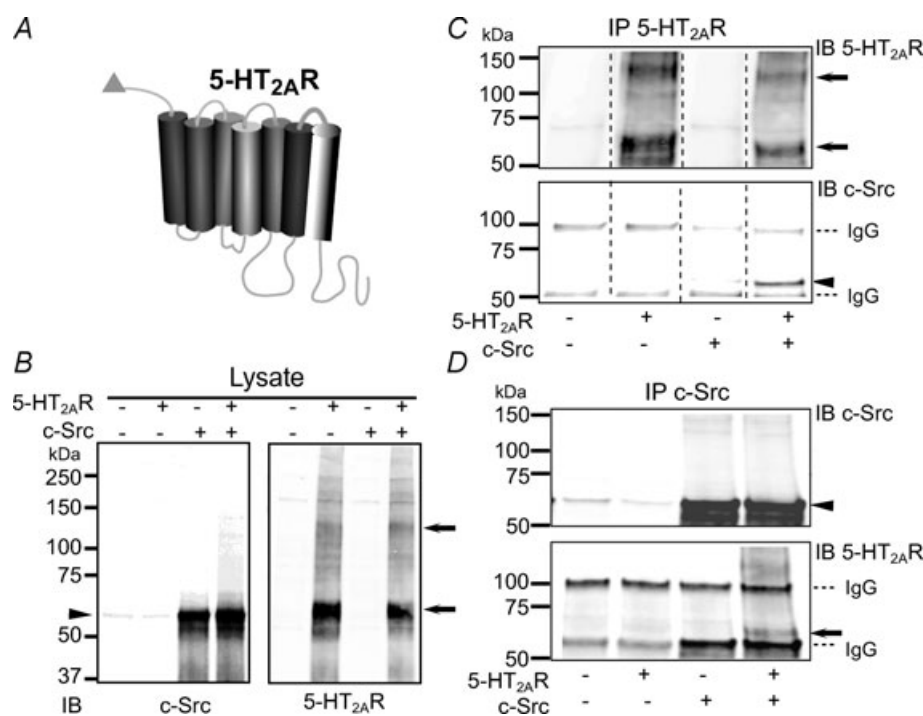 A
5-HT2AR
B
Lysate
5-HT2AR - + - + - + - +
c-Src - - + + - - + +
kDa
250
150
100
75
50
37
IB c-Src 5-HT2AR
C
IP 5-HT2AR
kDa
IB 5-HT2AR
150
100
75
50
IB c-Src
100
IgG
75
50
IgG
5-HT2AR - + - +
c-Src - - + +
D
IP c-Src
kDa
IB c-Src
150
100
75
50
IB 5-HT2AR
100
IgG
75
50
IgG
5-HT2AR - + - +
c-Src - - + +